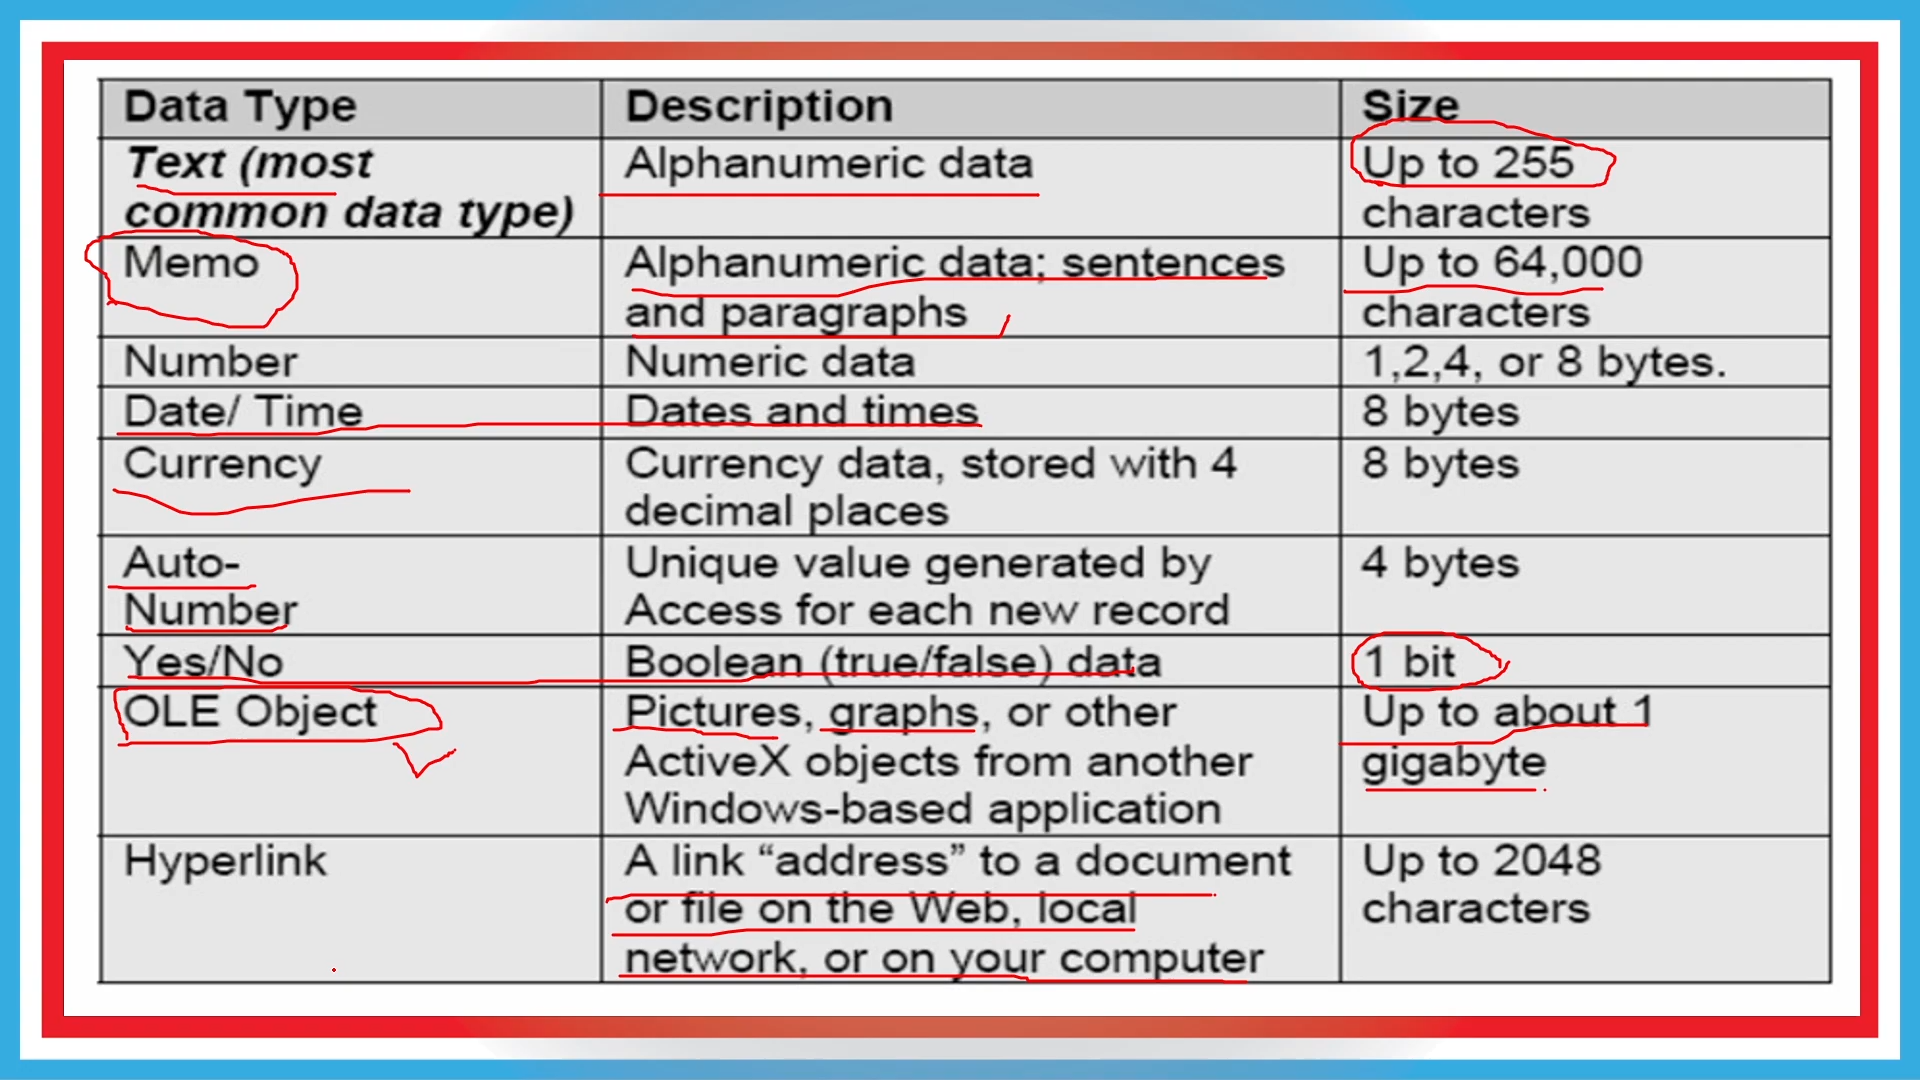 Data Type Description Size
Text (most Alphanumeric data Up to 255
common data type) characters
Memo Alphanumeric data; sentences Up to 64,000
and paragraphs characters
Number Numeric data 1,2,4, or 8 bytes.
Date/ Time Dates and times 8 bytes
Currency Currency data, stored with 4 8 bytes
decimal places
Auto- Unique value generated by 4 bytes
Number Access for each new record
Yes/No Boolean (true/false) data 1 bit
OLE Object Pictures, graphs, or other Up to about 1
ActiveX objects from another gigabyte
Windows-based application
Hyperlink A link “address” to a document Up to 2048
or file on the Web, local characters
network, or on your computer